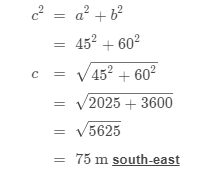 c² = a² + b²
= 45² + 60²
c = √(45² + 60²)
= √(2025 + 3600)
= √5625
= 75 m south-east